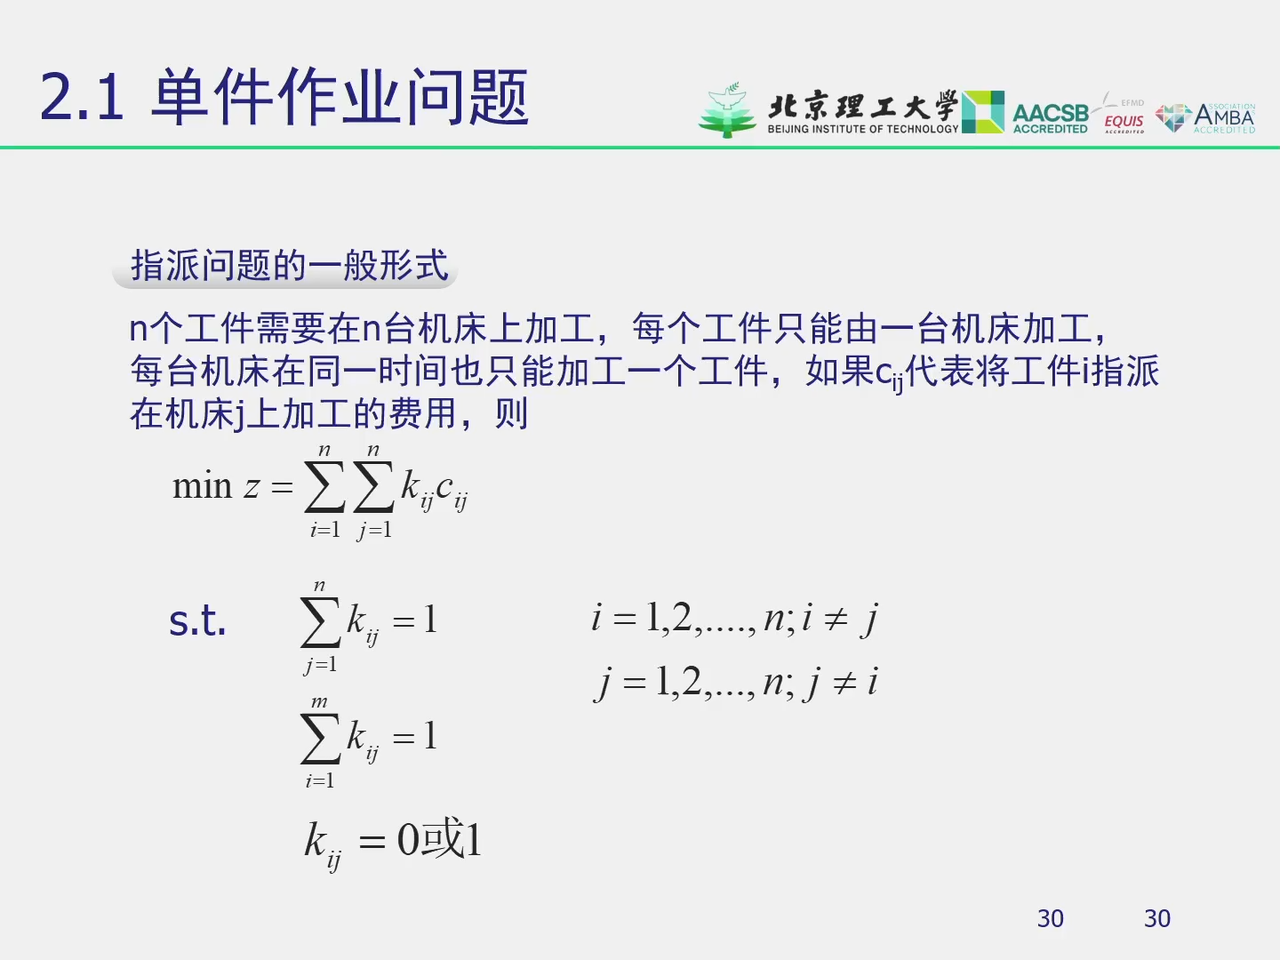 2.1 单件作业问题
北京理工大学
BEIJING INSTITUTE OF TECHNOLOGY
AACSB
ACCREDITED
EFMD
EQUIS
ACCREDITED
ASSOCIATION
AMBA
ACCREDITED
指派问题的一般形式
n个工件需要在n台机床上加工，每个工件只能由一台机床加工，
每台机床在同一时间也只能加工一个工件，如果c_{ij}代表将工件i指派
在机床j上加工的费用，则
min z = \sum_{i=1}^{n} \sum_{j=1}^{n} k_{ij} c_{ij}
s.t. \sum_{j=1}^{n} k_{ij} = 1 i = 1,2,...., n; i ≠ j
j = 1,2,..., n; j ≠ i
\sum_{i=1}^{m} k_{ij} = 1
k_{ij} = 0或1
30 30